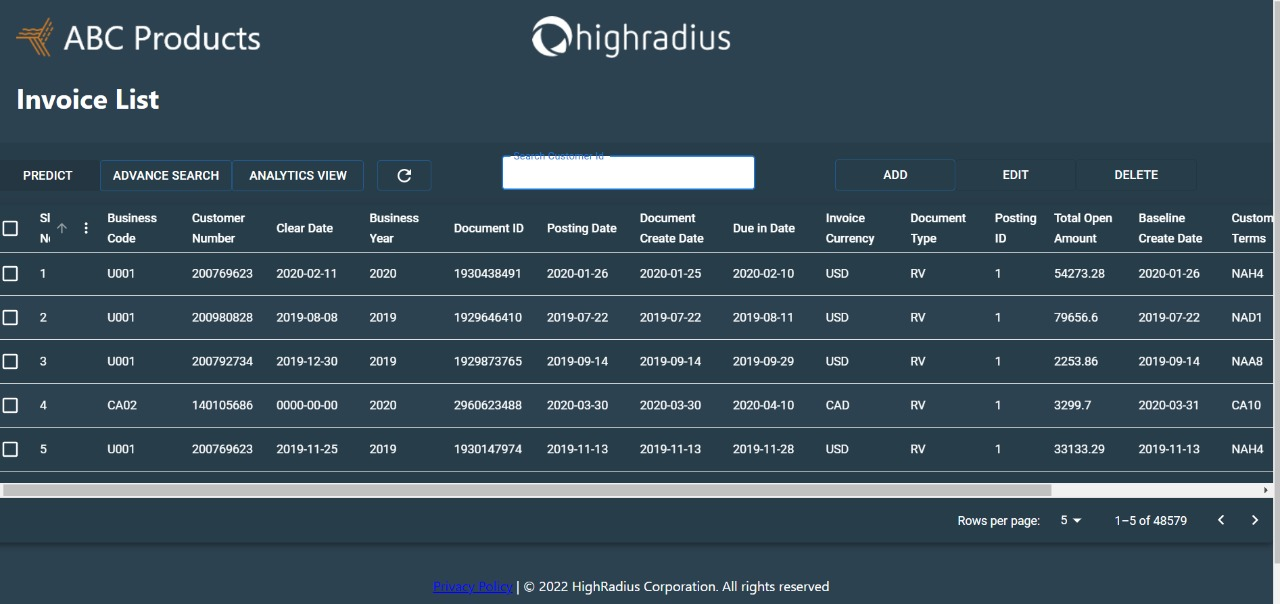 ABC Products
highradius
Invoice List
PREDICT ADVANCE SEARCH ANALYTICS VIEW Search Customer Id ADD EDIT DELETE
Business Customer Business Document Invoice Document Posting Total Open Baseline
Clear Date Document ID Posting Date Due in Date
Code Number Year Create Date Currency Type ID Amount Create Date Terms
1 U001 200769623 2020-02-11 2020 1930438491 2020-01-26 2020-01-25 2020-02-10 USD RV 1 54273.28 2020-01-26 NAH4
2 U001 200980828 2019-08-08 2019 1929646410 2019-07-22 2019-07-22 2019-08-11 USD RV 1 79656.6 2019-07-22 NAD1
3 U001 200792734 2019-12-30 2019 1929873765 2019-09-14 2019-09-14 2019-09-29 USD RV 1 2253.86 2019-09-14 NAA8
4 CA02 140105686 0000-00-00 2020 2960623488 2020-03-30 2020-03-30 2020-04-10 CAD RV 1 3299.7 2020-03-31 CA10
5 U001 200769623 2019-11-25 2019 1930147974 2019-11-13 2019-11-13 2019-11-28 USD RV 1 33133.29 2019-11-13 NAH4
Rows per page: 5 1–5 of 48579
Privacy Policy | © 2022 HighRadius Corporation. All rights reserved